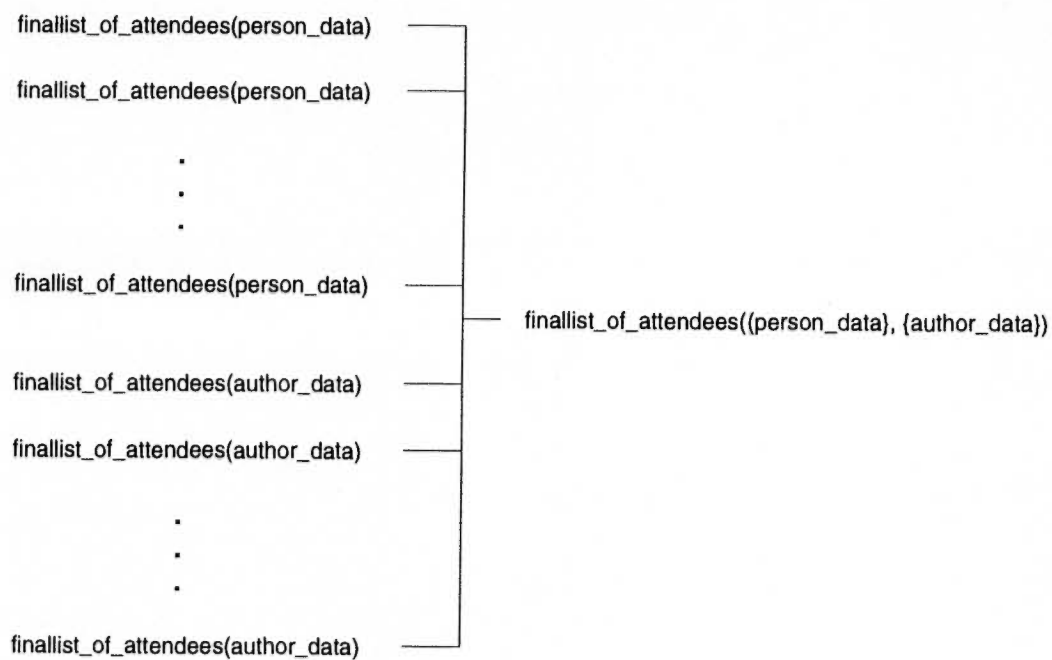 finallist_of_attendees(person_data)
finallist_of_attendees(person_data)
.
.
.
finallist_of_attendees(person_data)
finallist_of_attendees((person_data}, {author_data})
finallist_of_attendees(author_data)
finallist_of_attendees(author_data)
.
.
.
finallist_of_attendees(author_data)